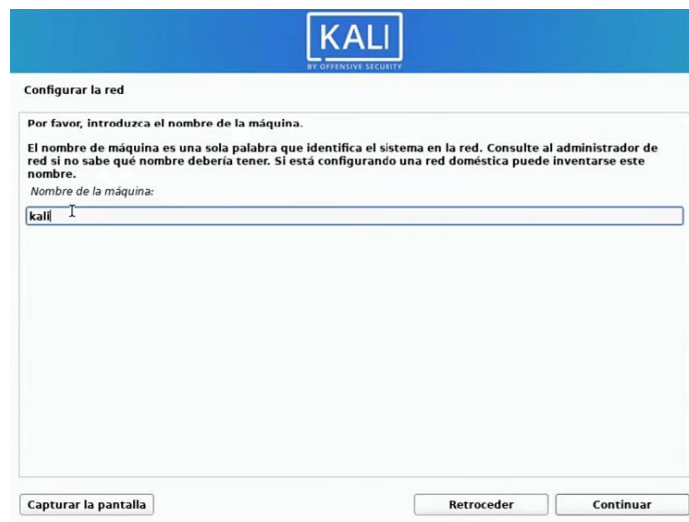 KALI
BY OFFENSIVE SECURITY
Configurar la red
Por favor, introduzca el nombre de la máquina.
El nombre de máquina es una sola palabra que identifica el sistema en la red. Consulte al administrador de
red si no sabe qué nombre debería tener. Si está configurando una red doméstica puede inventarse este
nombre.
Nombre de la máquina:
kali
Capturar la pantalla
Retroceder
Continuar